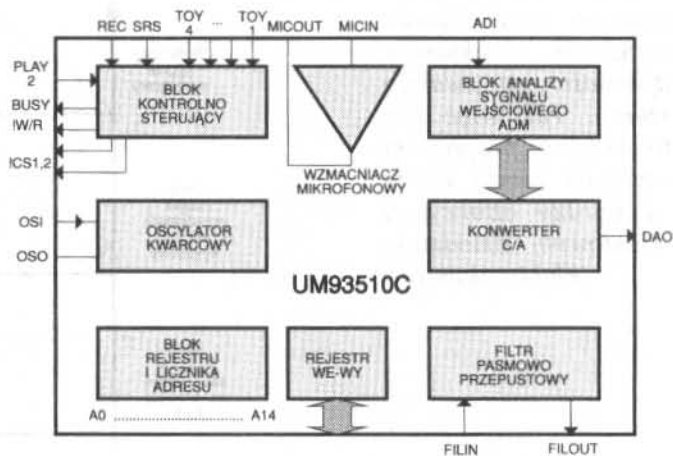 REC SRS TOY 4 ... TOY 1 MICOUT MICIN ADI
PLAY 2
BUSY
!W/R
!CS1,2
BLOK
KONTROLNO
STERUJĄCY
WZMACNIACZ
MIKROFONOWY
BLOK ANALIZY
SYGNAŁU
WEJŚCIOWEGO
ADM
OSI
OSO
OSCYLATOR
KWARCOWY
KONWERTER
C/A
DAO
UM93510C
BLOK
REJESTRU
I LICZNIKA
ADRESU
REJESTR
WE-WY
FILTR
PASMOWO
PRZEPUSTOWY
A0 ........................ A14
FILIN FILOUT